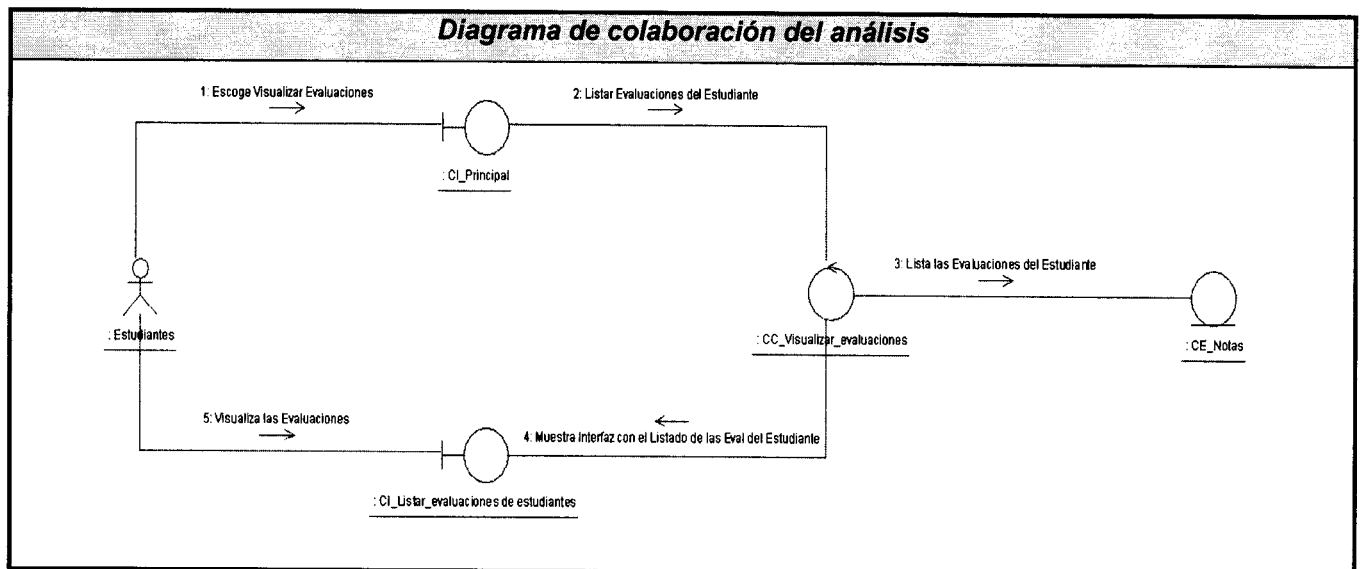 Diagrama de colaboración del análisis
1: Escoge Visualizar Evaluaciones
2: Listar Evaluaciones del Estudiante
: CI_Principal
3: Lista las Evaluaciones del Estudiante
: Estudiantes
: CC_Visualizar_evaluaciones
: CE_Notas
5: Visualiza las Evaluaciones
4: Muestra Interfaz con el Listado de las Eval del Estudiante
: CI_Listar_evaluaciones de estudiantes